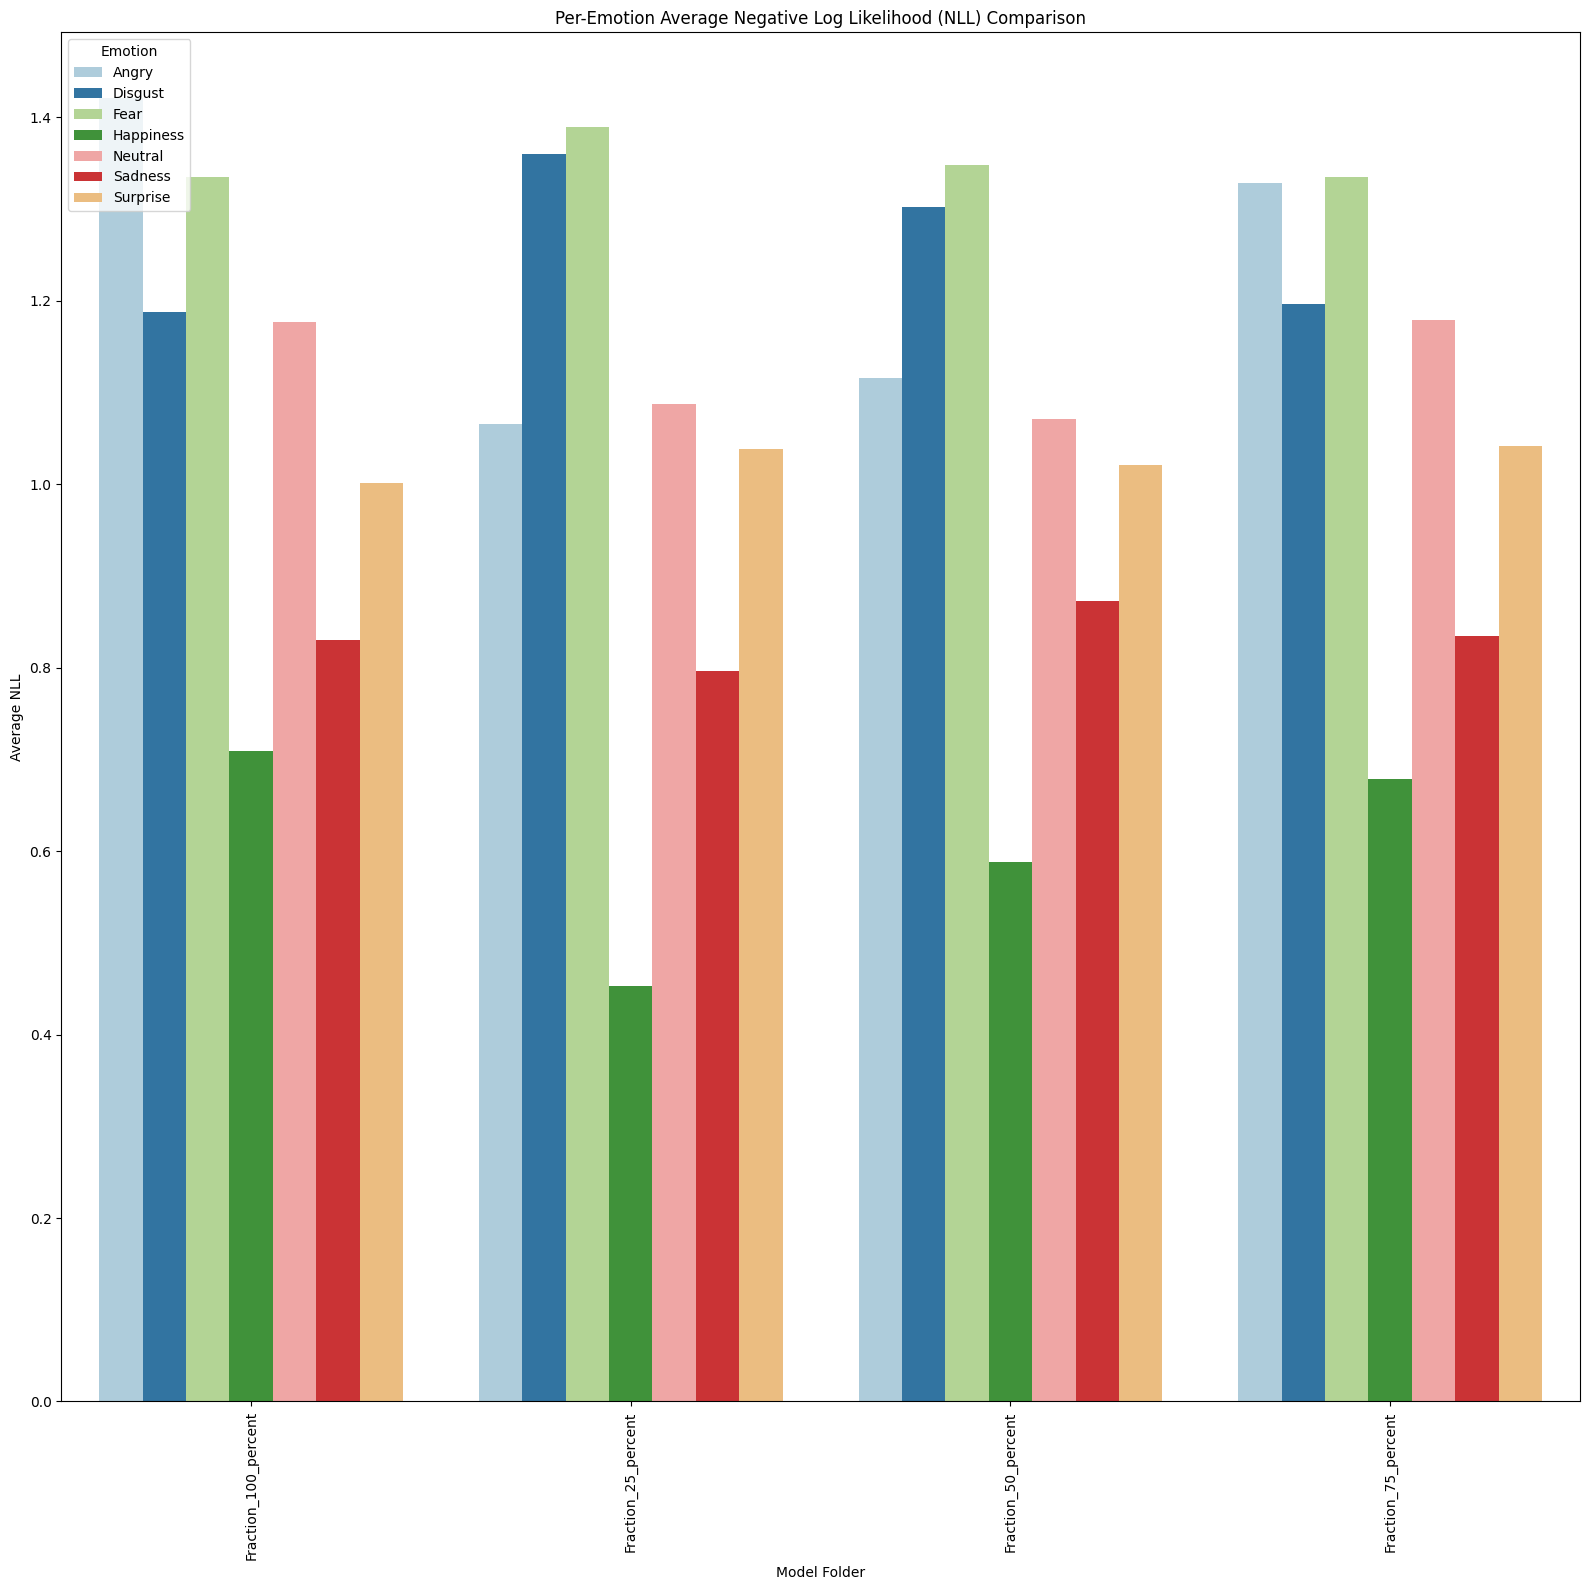 Per-Emotion Average Negative Log Likelihood (NLL) Comparison
Emotion
Angry
Disgust
Fear
Happiness
Neutral
Sadness
Surprise
Average NLL
1.4
1.2
1.0
0.8
0.6
0.4
0.2
0.0
Fraction_100_percent
Fraction_25_percent
Fraction_50_percent
Fraction_75_percent
Model Folder